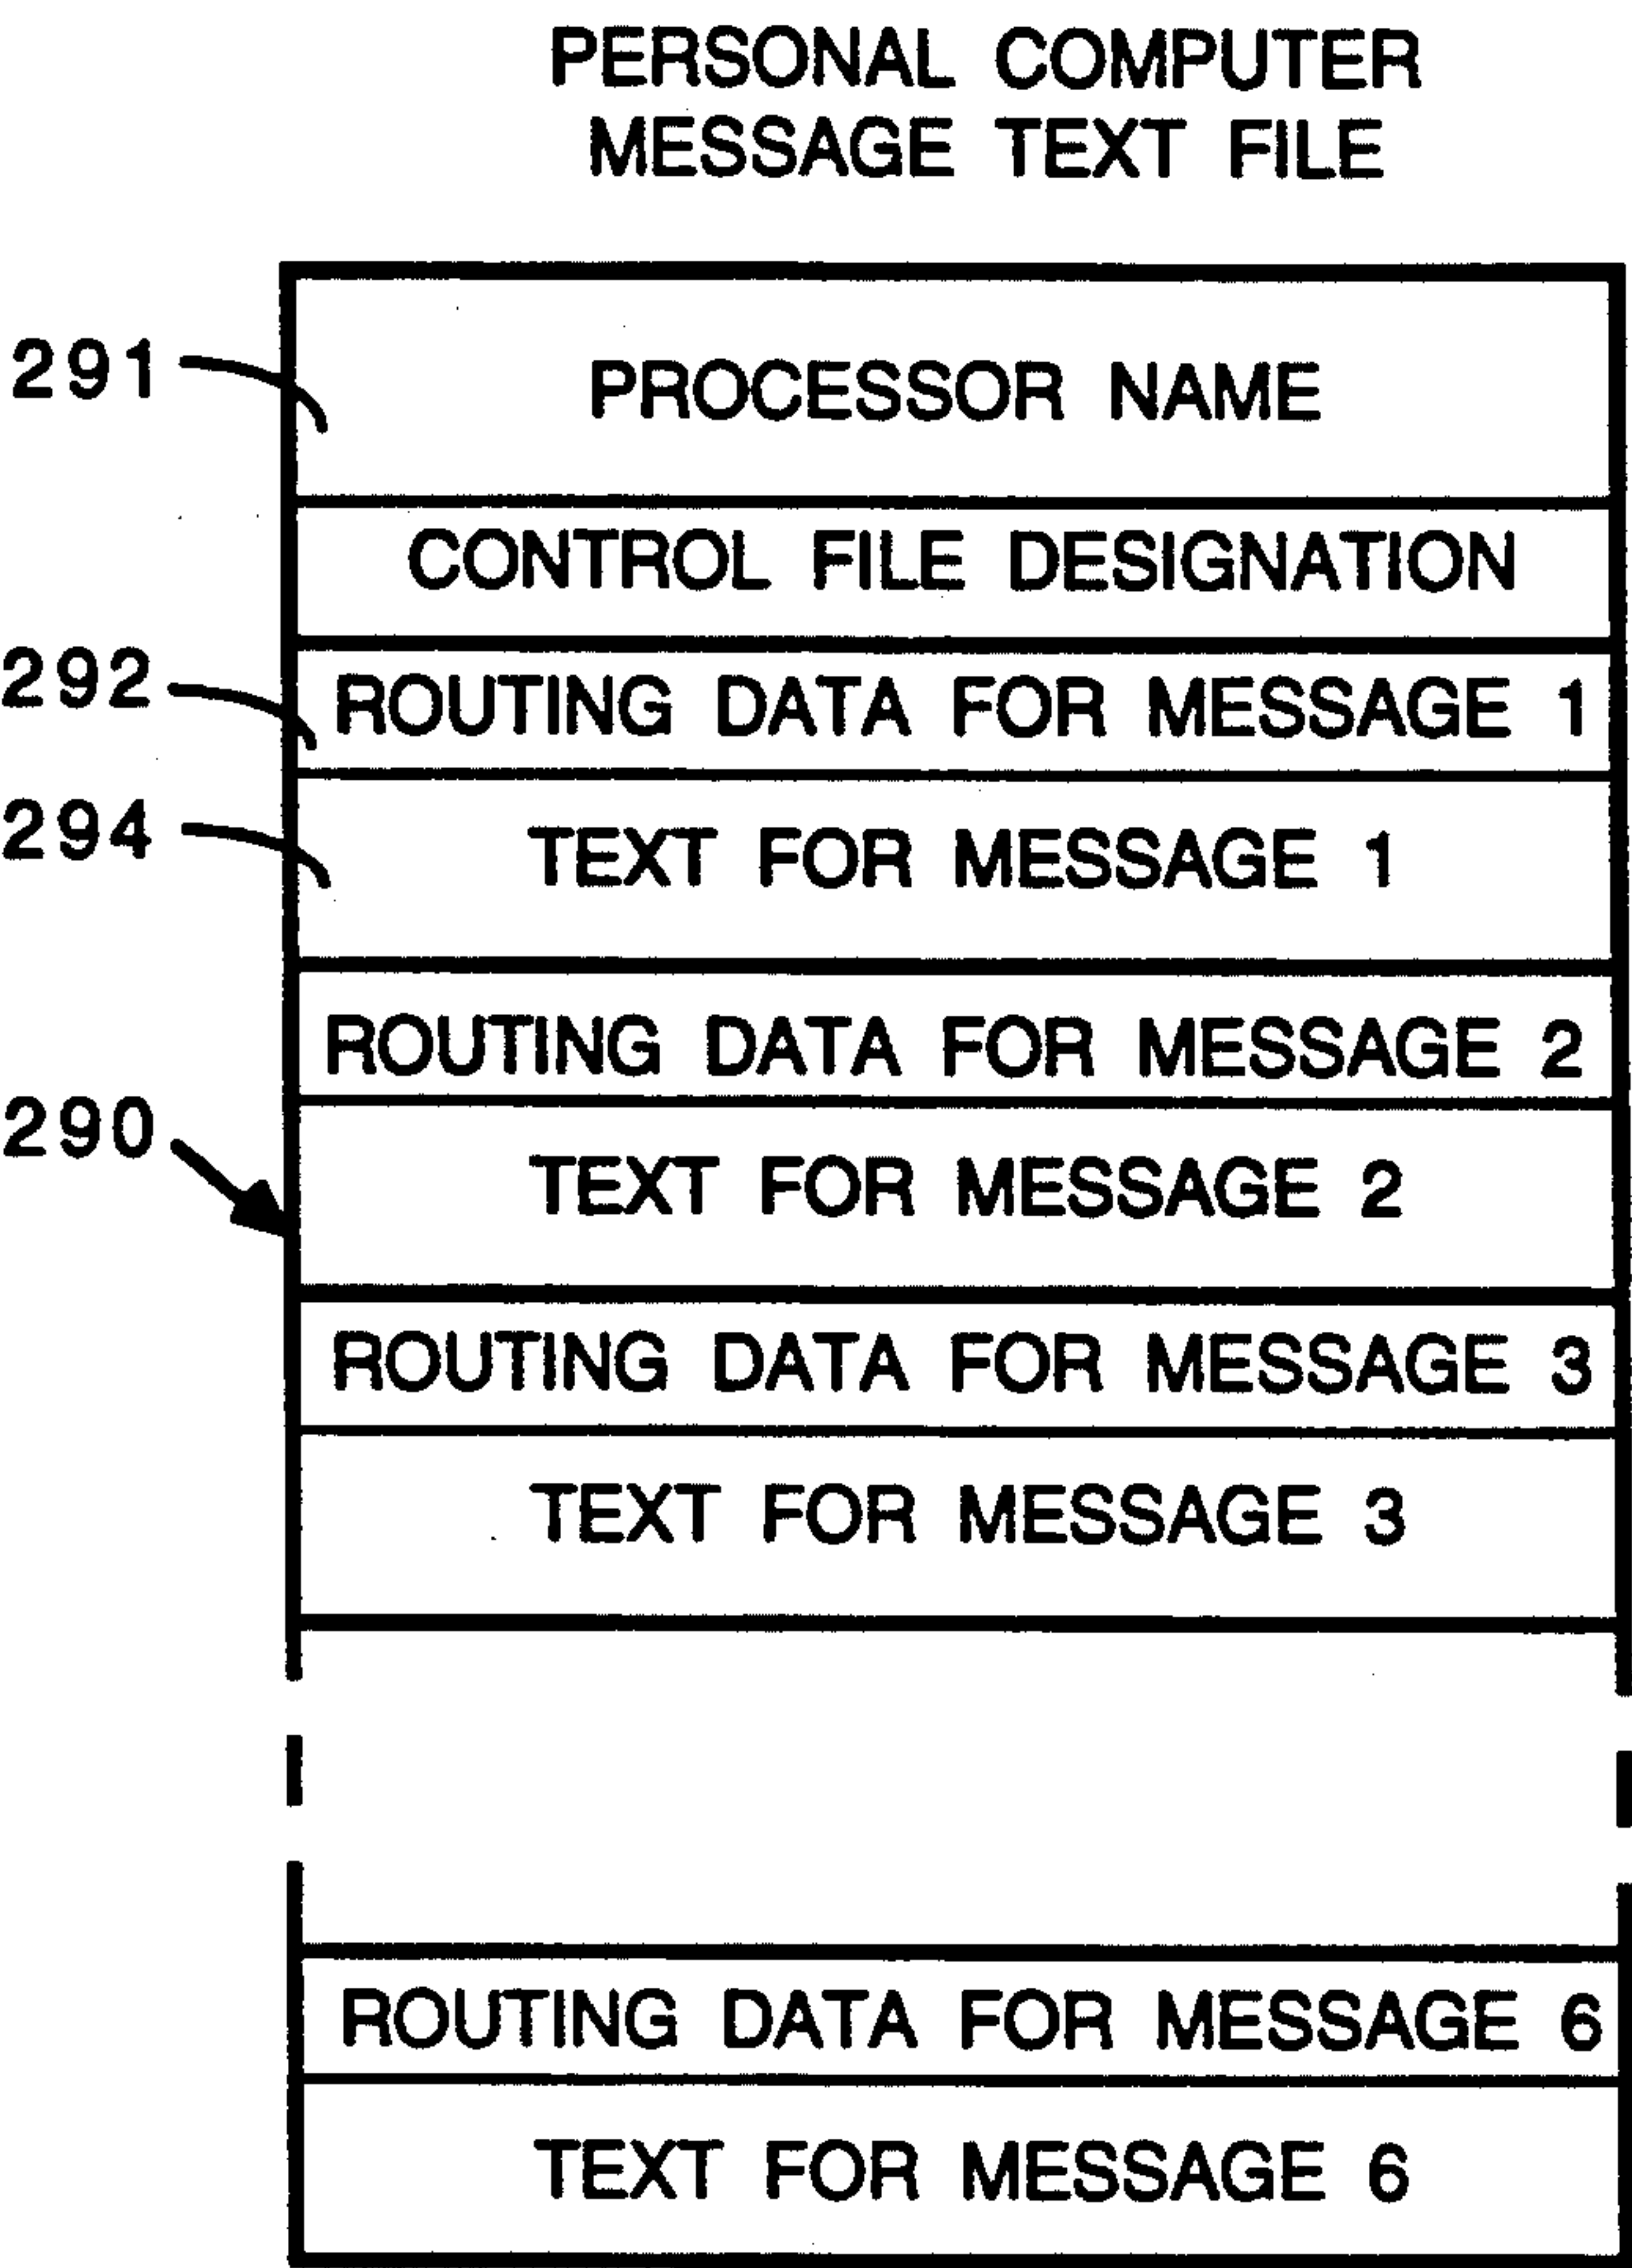 PERSONAL COMPUTER
MESSAGE TEXT FILE
291
PROCESSOR NAME
CONTROL FILE DESIGNATION
292
ROUTING DATA FOR MESSAGE 1
294
TEXT FOR MESSAGE 1
ROUTING DATA FOR MESSAGE 2
290
TEXT FOR MESSAGE 2
ROUTING DATA FOR MESSAGE 3
TEXT FOR MESSAGE 3
ROUTING DATA FOR MESSAGE 6
TEXT FOR MESSAGE 6